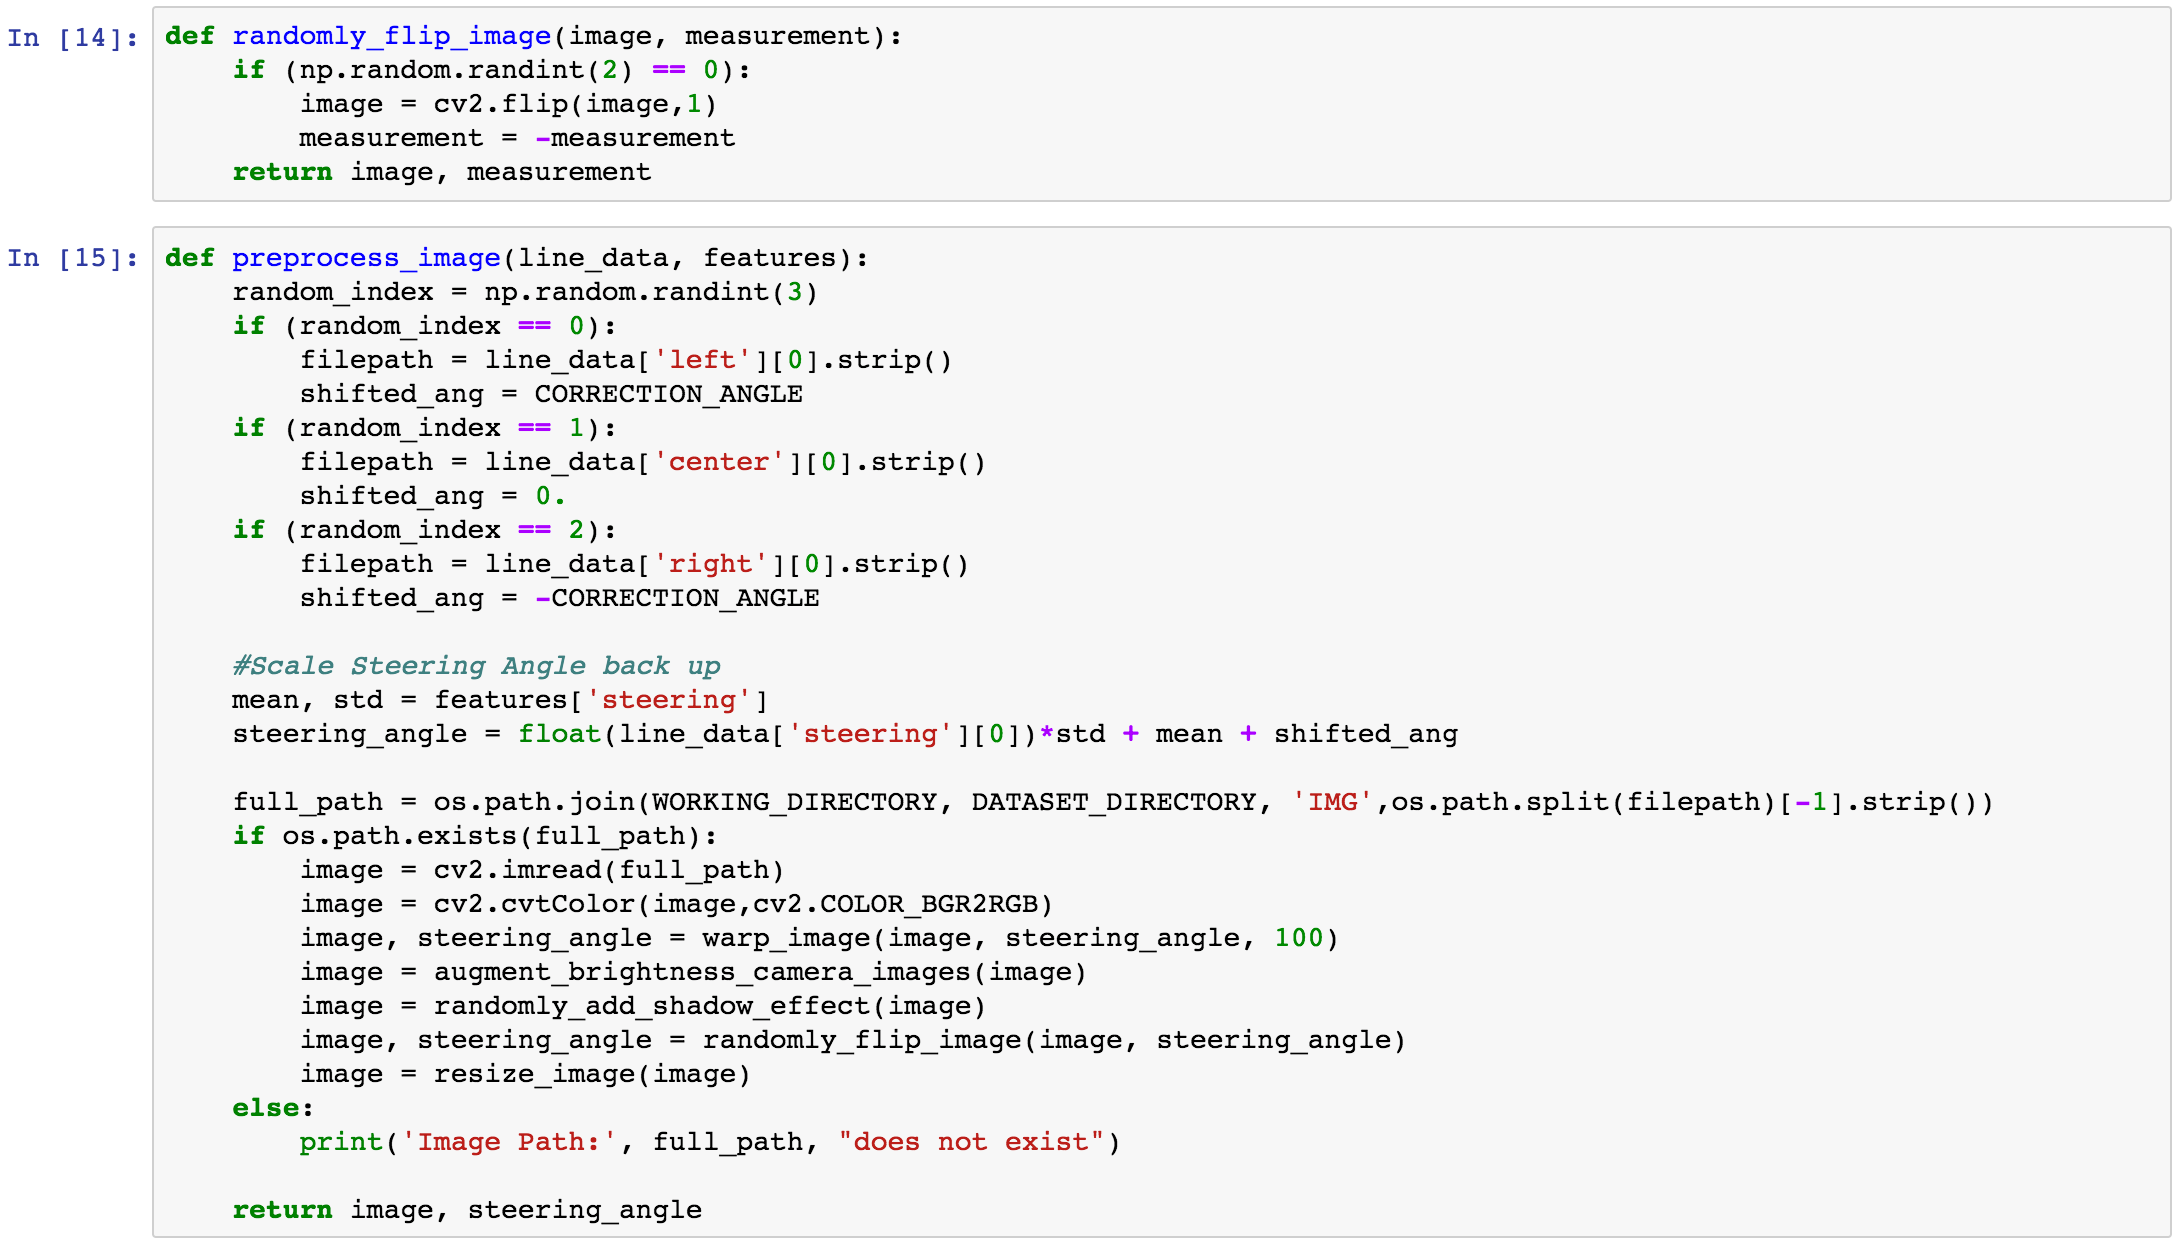 In [14]: def randomly_flip_image(image, measurement):
    if (np.random.randint(2) == 0):
        image = cv2.flip(image,1)
        measurement = -measurement
    return image, measurement
In [15]: def preprocess_image(line_data, features):
    random_index = np.random.randint(3)
    if (random_index == 0):
        filepath = line_data['left'][0].strip()
        shifted_ang = CORRECTION_ANGLE
    if (random_index == 1):
        filepath = line_data['center'][0].strip()
        shifted_ang = 0.
    if (random_index == 2):
        filepath = line_data['right'][0].strip()
        shifted_ang = -CORRECTION_ANGLE
    #Scale Steering Angle back up
    mean, std = features['steering']
    steering_angle = float(line_data['steering'][0])*std + mean + shifted_ang
    full_path = os.path.join(WORKING_DIRECTORY, DATASET_DIRECTORY, 'IMG',os.path.split(filepath)[-1].strip())
    if os.path.exists(full_path):
        image = cv2.imread(full_path)
        image = cv2.cvtColor(image,cv2.COLOR_BGR2RGB)
        image, steering_angle = warp_image(image, steering_angle, 100)
        image = augment_brightness_camera_images(image)
        image = randomly_add_shadow_effect(image)
        image, steering_angle = randomly_flip_image(image, steering_angle)
        image = resize_image(image)
    else:
        print('Image Path:', full_path, "does not exist")
    return image, steering_angle